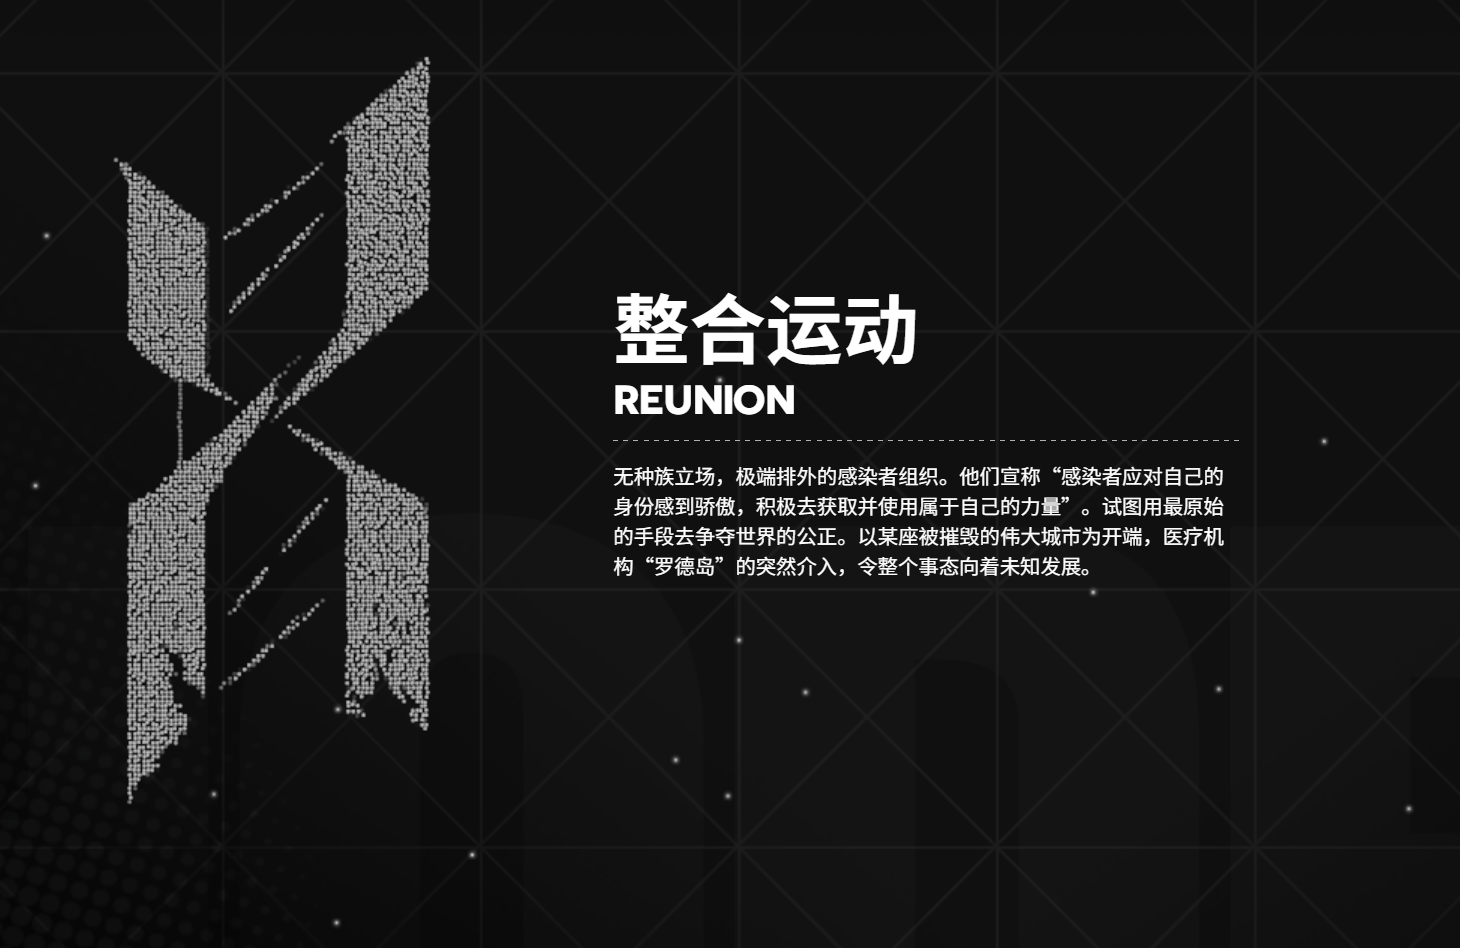 整合运动
REUNION
无种族立场，极端排外的感染者组织。他们宣称“感染者应对自己的
身份感到骄傲，积极去获取并使用属于自己的力量”。试图用最原始
的手段去争夺世界的公正。以某座被摧毁的伟大城市为开端，医疗机
构“罗德岛”的突然介入，令整个事态向着未知发展。